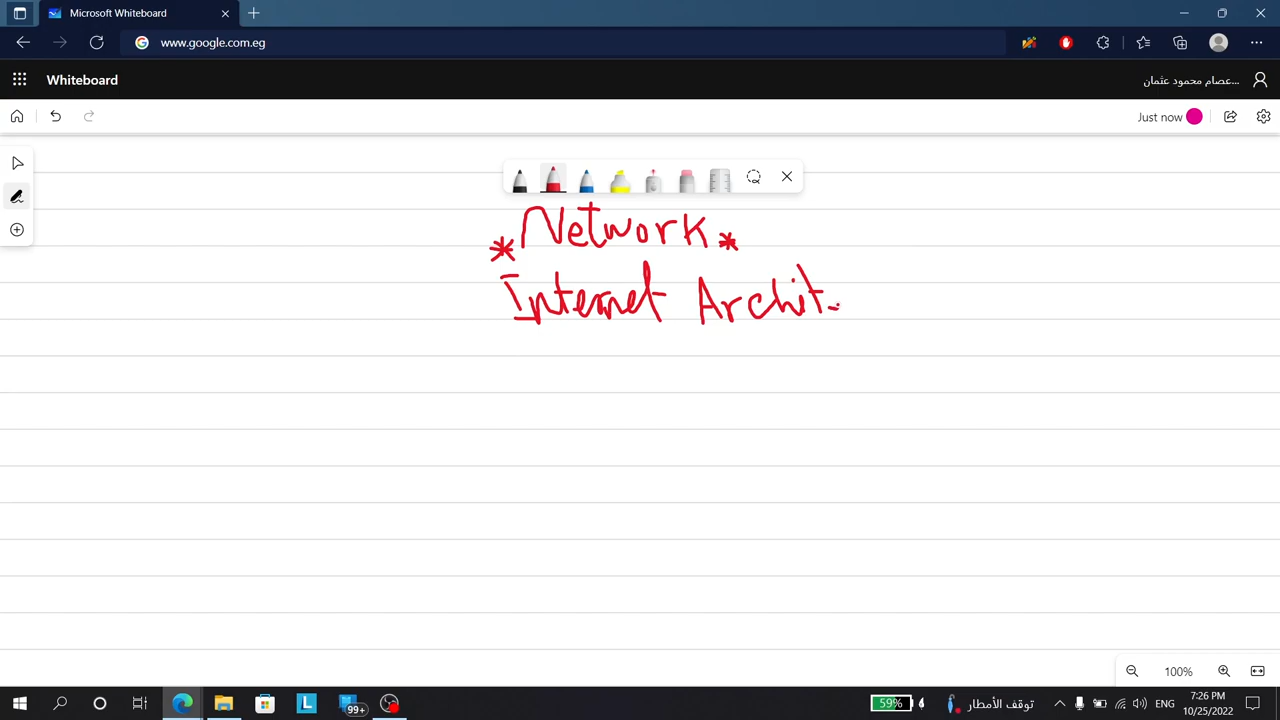 Microsoft Whiteboard
www.google.com.eg
Whiteboard
عصام محمود عثمان...
Just now
*Network*
Internet Archit.
100%
L
99+
59%
توقف الأمطار
ENG
7:26 PM
10/25/2022